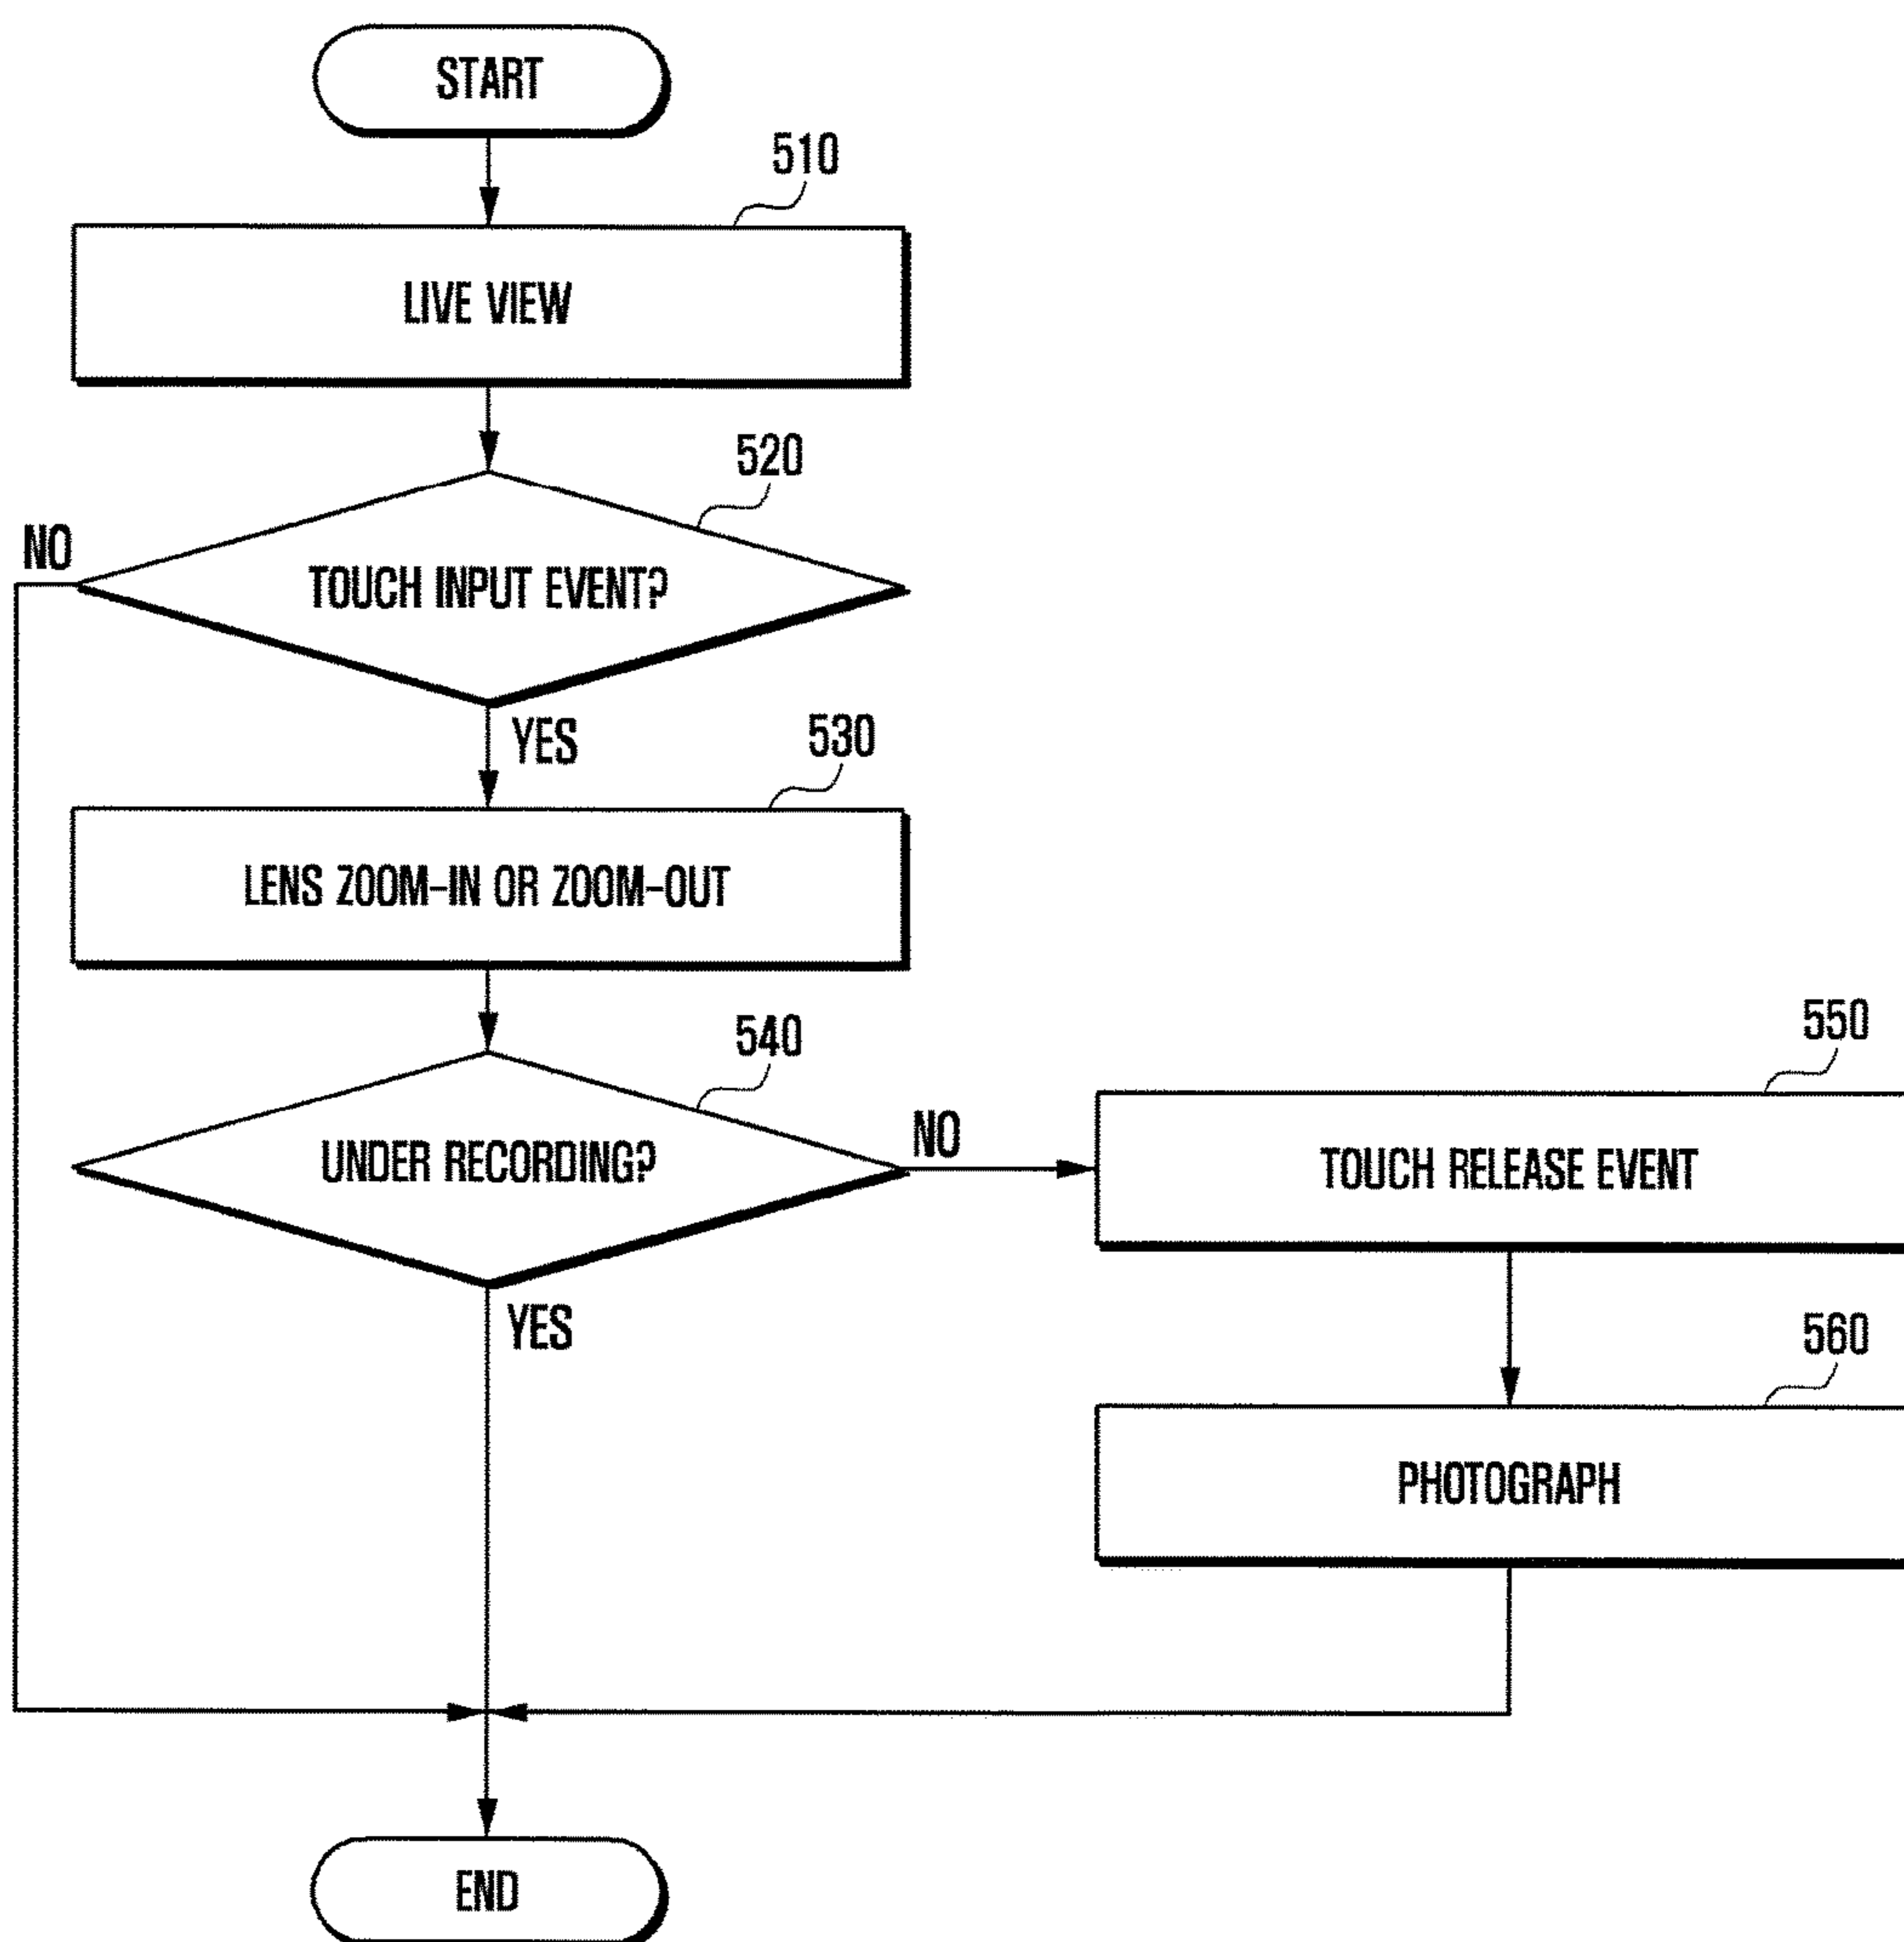 START
510
LIVE VIEW
520
NO
TOUCH INPUT EVENT?
YES
530
LENS ZOOM-IN OR ZOOM-OUT
540
UNDER RECORDING?
NO
550
TOUCH RELEASE EVENT
YES
560
PHOTOGRAPH
END